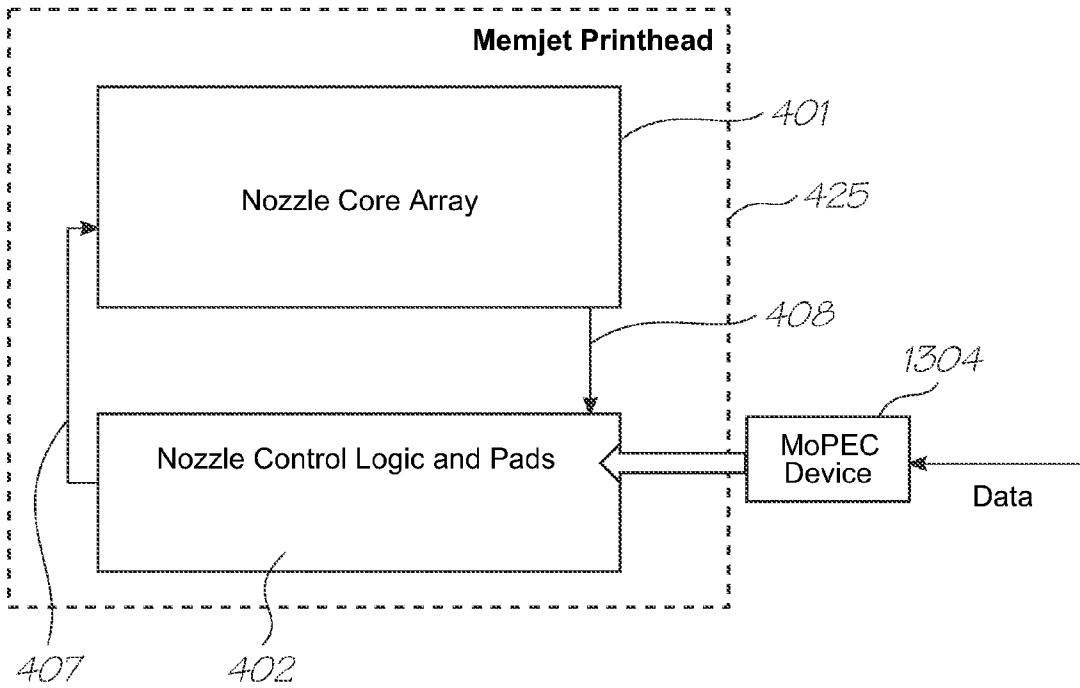 Memjet Printhead
401
Nozzle Core Array
425
408
1304
Nozzle Control Logic and Pads
MoPEC
Device
Data
407
402